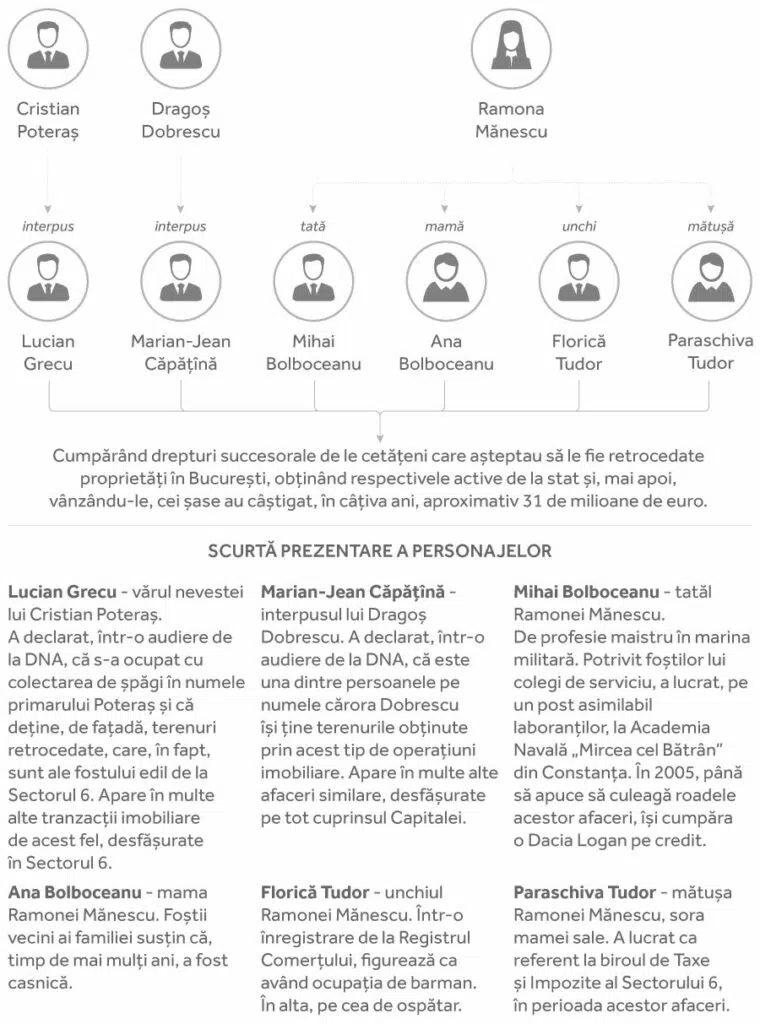 Cristian
Poteraș
Dragoș
Dobrescu
Ramona
Mănescu
interpus
interpus
tată
mamă
unchi
mătușă
Lucian
Grecu
Marian-Jean
Căpățînă
Mihai
Bolboceanu
Ana
Bolboceanu
Florică
Tudor
Paraschiva
Tudor
Cumpărând drepturi succesorale de le cetățeni care așteptau să le fie retrocedate
proprietăți în București, obținând respectivele active de la stat și, mai apoi,
vânzându-le, cei șase au câștigat, în câțiva ani, aproximativ 31 de milioane de euro.
SCURTĂ PREZENTARE A PERSONAJELOR
Lucian Grecu - vărul nevestei
lui Cristian Poteraș.
A declarat, într-o audiere de
la DNA, că s-a ocupat cu
colectarea de șpăgi în numele
primarului Poteraș și că
deține, de fațadă, terenuri
retrocedate, care, în fapt,
sunt ale fostului edil de la
Sectorul 6. Apare în multe
alte tranzacții imobiliare
de acest fel, desfășurate
în Sectorul 6.
Marian-Jean Căpățînă -
interpusul lui Dragoș
Dobrescu. A declarat, într-o
audiere de la DNA, că este
una dintre persoanele pe
numele cărora Dobrescu
își ține terenurile obținute
prin acest tip de operațiuni
imobiliare. Apare în multe alte
afaceri similare, desfășurate
pe tot cuprinsul Capitalei.
Mihai Bolboceanu - tatăl
Ramonei Mănescu.
De profesie maistru în marina
militară. Potrivit foștilor lui
colegi de serviciu, a lucrat, pe
un post asimilabil
laboranților, la Academia
Navală „Mircea cel Bătrân”
din Constanța. În 2005, până
să apuce să culeagă roadele
acestor afaceri, își cumpăra
o Dacia Logan pe credit.
Ana Bolboceanu - mama
Ramonei Mănescu. Foștii
vecini ai familiei susțin că,
timp de mai mulți ani, a fost
casnică.
Florică Tudor - unchiul
Ramonei Mănescu. Într-o
înregistrare de la Registrul
Comerțului, figurează ca
având ocupația de barman.
În alta, pe cea de ospătar.
Paraschiva Tudor - mătușa
Ramonei Mănescu, sora
mamei sale. A lucrat ca
referent la biroul de Taxe
și Impozite al Sectorului 6,
în perioada acestor afaceri.